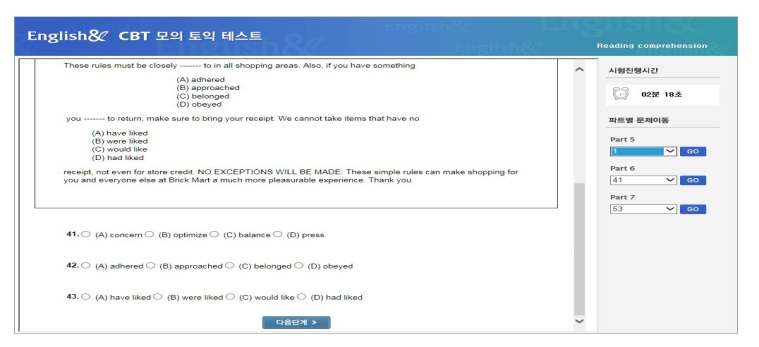 English& CBT 모의 토익 테스트
Reading comprehension
These rules must be closely ------- to in all shopping areas. Also, if you have something
(A) adhered
(B) approached
(C) belonged
(D) obeyed
you ------- to return, make sure to bring your receipt. We cannot take items that have no
(A) have liked
(B) were liked
(C) would like
(D) had liked
receipt, not even for store credit. NO EXCEPTIONS WILL BE MADE. These simple rules can make shopping for
you and everyone else at Brick Mart a much more pleasurable experience. Thank you.
41. (A) concern (B) optimize (C) balance (D) press
42. (A) adhered (B) approached (C) belonged (D) obeyed
43. (A) have liked (B) were liked (C) would like (D) had liked
다음단계 >
시험진행시간
02분 18초
파트별 문제이동
Part 5
1 GO
Part 6
41 GO
Part 7
53 GO